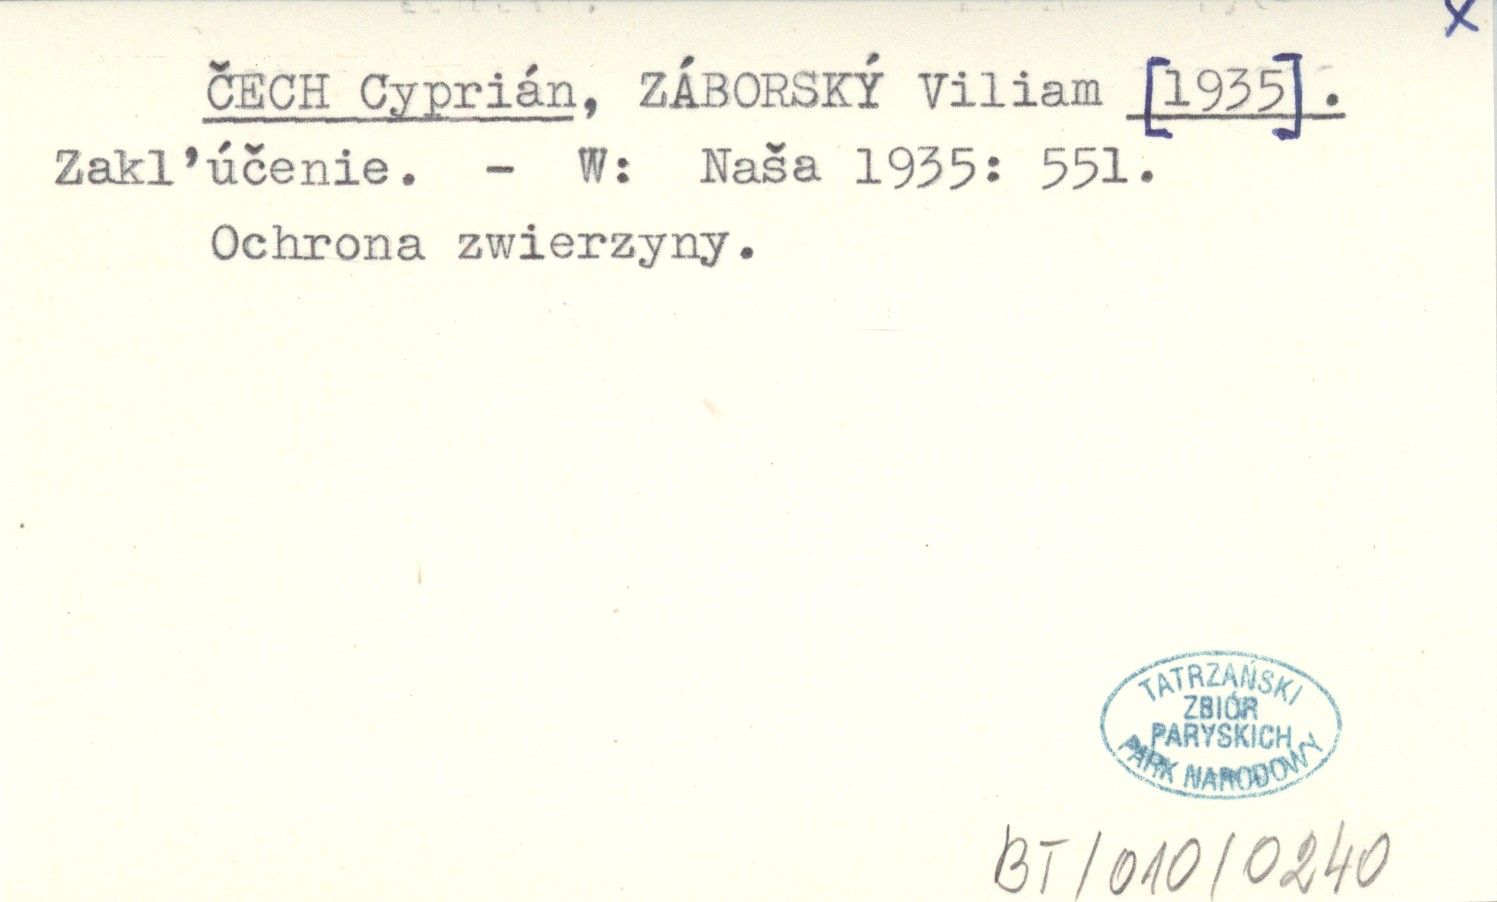 x
ČECH Cyprián, ZÁBORSKÝ Viliam [1935].
Zakl'účenie. - W: Naša 1935: 551.
Ochrona zwierzyny.
TATRZAŃSKI
ZBIÓR
PARYSKICH
PARK NARODOWY
BT/010/0240